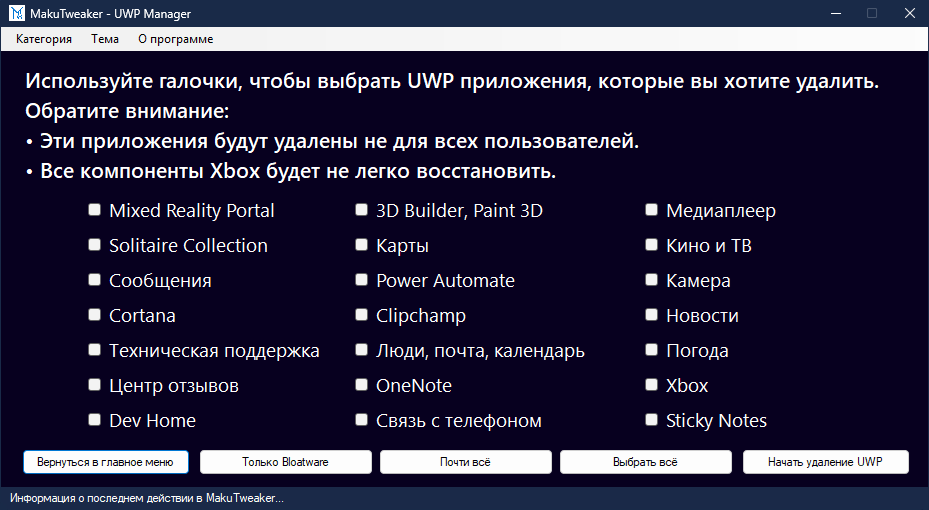 MakuTweaker - UWP Manager
Категория Тема О программе
Используйте галочки, чтобы выбрать UWP приложения, которые вы хотите удалить.
Обратите внимание:
• Эти приложения будут удалены не для всех пользователей.
• Все компоненты Xbox будет не легко восстановить.
Mixed Reality Portal 3D Builder, Paint 3D Медиаплеер
Solitaire Collection Карты Кино и ТВ
Сообщения Power Automate Камера
Cortana Clipchamp Новости
Техническая поддержка Люди, почта, календарь Погода
Центр отзывов OneNote Xbox
Dev Home Связь с телефоном Sticky Notes
Вернуться в главное меню Только Bloatware Почти всё Выбрать всё Начать удаление UWP
Информация о последнем действии в MakuTweaker...